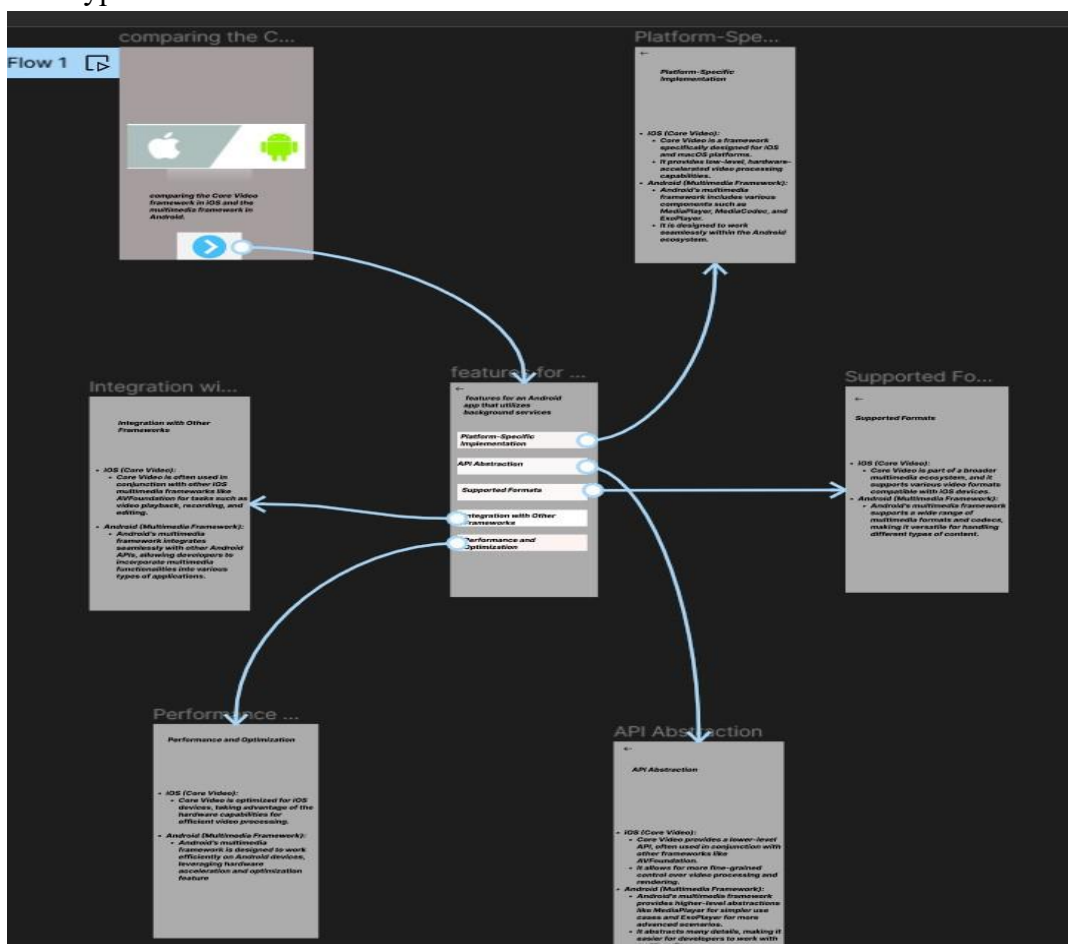 comparing the C...
Flow 1
comparing the Core Video
framework in iOS and the
multimedia framework in
Android.
Platform-Spe...
←
Platform-Specific
Implementation
• iOS (Core Video):
• Core Video is a framework
specifically designed for iOS
and macOS platforms.
• It provides low-level, hardware-
accelerated video processing
capabilities.
• Android (Multimedia Framework):
• Android's multimedia
framework includes various
components such as
MediaPlayer, MediaCodec, and
ExoPlayer.
• It is designed to work
seamlessly within the Android
ecosystem.
features for ...
←
features for an Android
app that utilizes
background services
Platform-Specific
Implementation
API Abstraction
Supported Formats
Integration with Other
Frameworks
Performance and
Optimization
Integration wi...
Integration with Other
Frameworks
• iOS (Core Video):
• Core Video is often used in
conjunction with other iOS
multimedia frameworks like
AVFoundation for tasks such as
video playback, recording, and
editing.
• Android (Multimedia Framework):
• Android's multimedia
framework integrates
seamlessly with other Android
APIs, allowing developers to
incorporate multimedia
functionalities into various
types of applications.
Supported Fo...
←
Supported Formats
• iOS (Core Video):
• Core Video is part of a broader
multimedia ecosystem, and it
supports various video formats
compatible with iOS devices.
• Android (Multimedia Framework):
• Android's multimedia framework
supports a wide range of
multimedia formats and codecs,
making it versatile for handling
different types of content.
Performance ...
Performance and Optimization
• iOS (Core Video):
• Core Video is optimized for iOS
devices, taking advantage of the
hardware capabilities for
efficient video processing.
• Android (Multimedia Framework):
• Android's multimedia
framework is designed to work
efficiently on Android devices,
leveraging hardware
acceleration and optimization
feature
API Abstraction
←
API Abstraction
• iOS (Core Video):
• Core Video provides a lower-level
API, often used in conjunction with
other frameworks like
AVFoundation.
• It allows for more fine-grained
control over video processing and
rendering.
• Android (Multimedia Framework):
• Android's multimedia framework
provides higher-level abstractions
like MediaPlayer for simpler use
cases and ExoPlayer for more
advanced scenarios.
• It abstracts many details, making it
easier for developers to work with